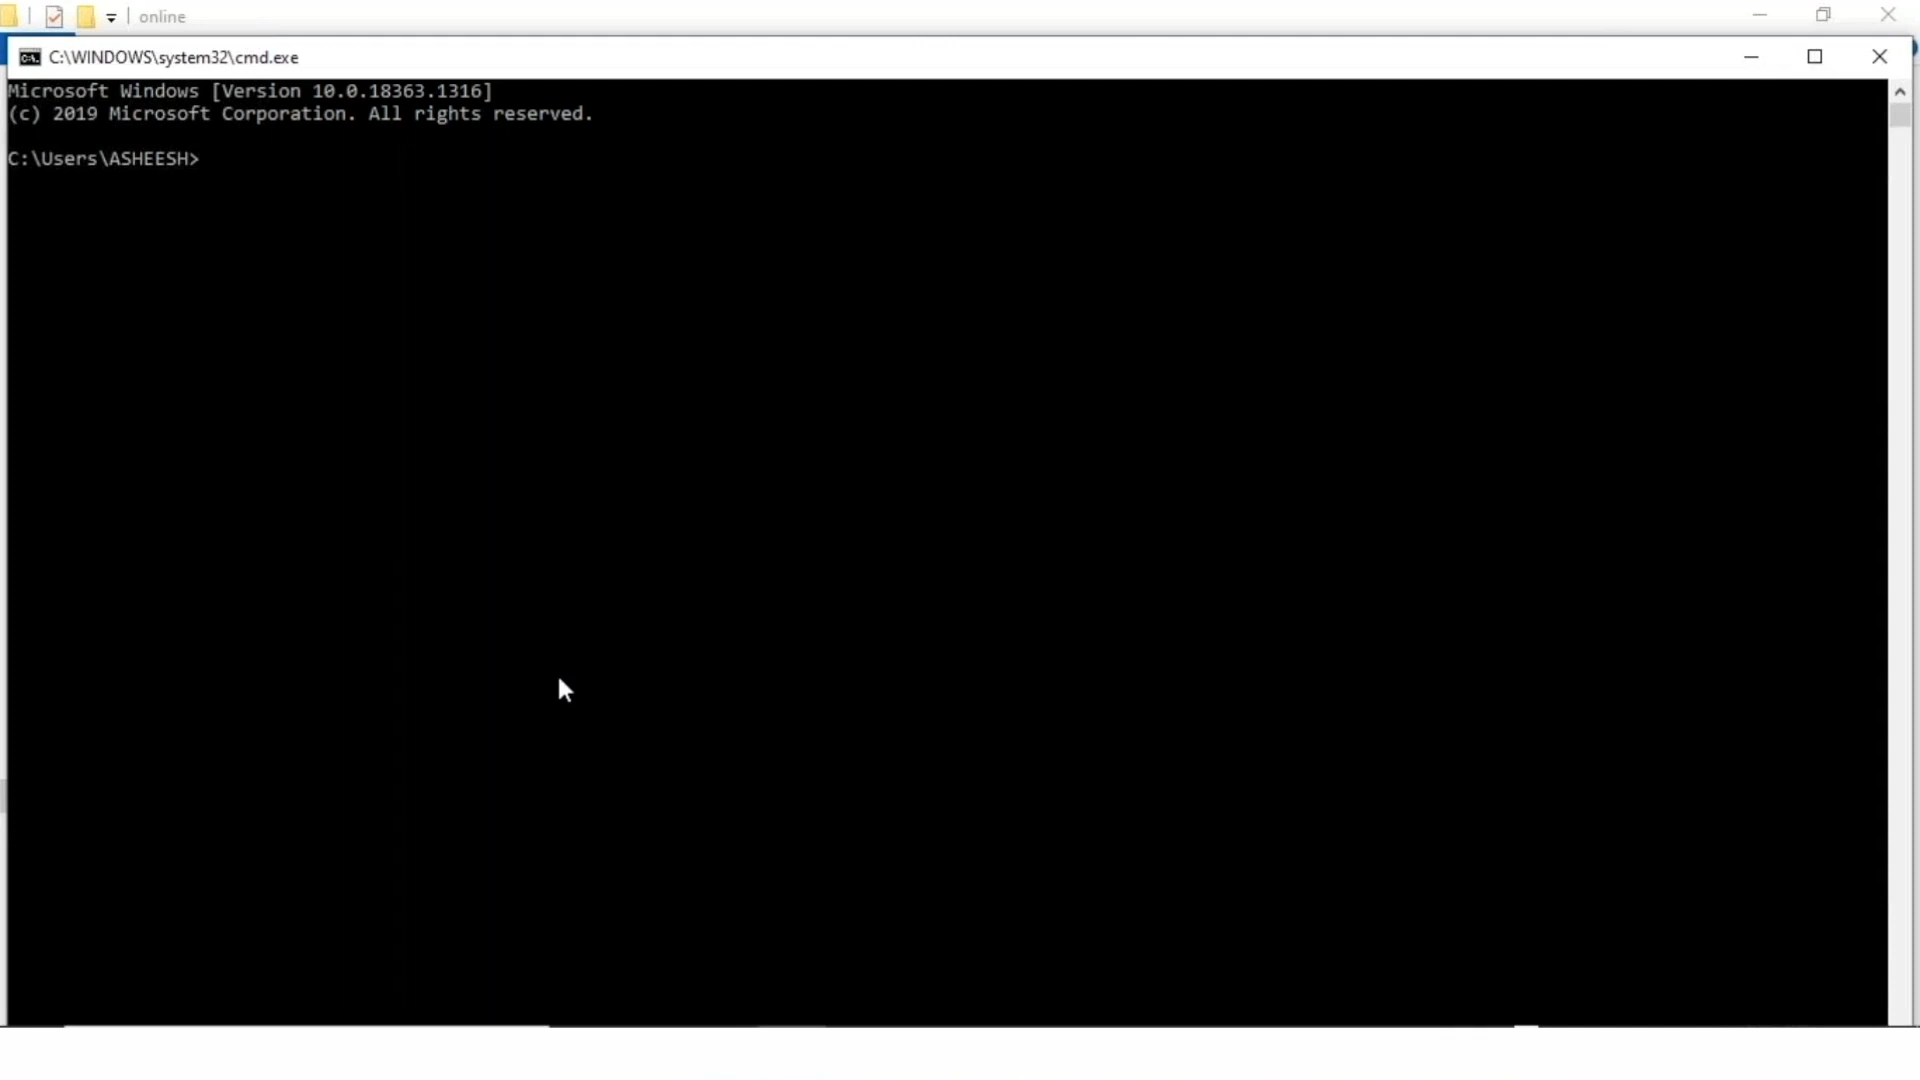 online
C:\WINDOWS\system32\cmd.exe
Microsoft Windows [Version 10.0.18363.1316]
(c) 2019 Microsoft Corporation. All rights reserved.
C:\Users\ASHEESH>